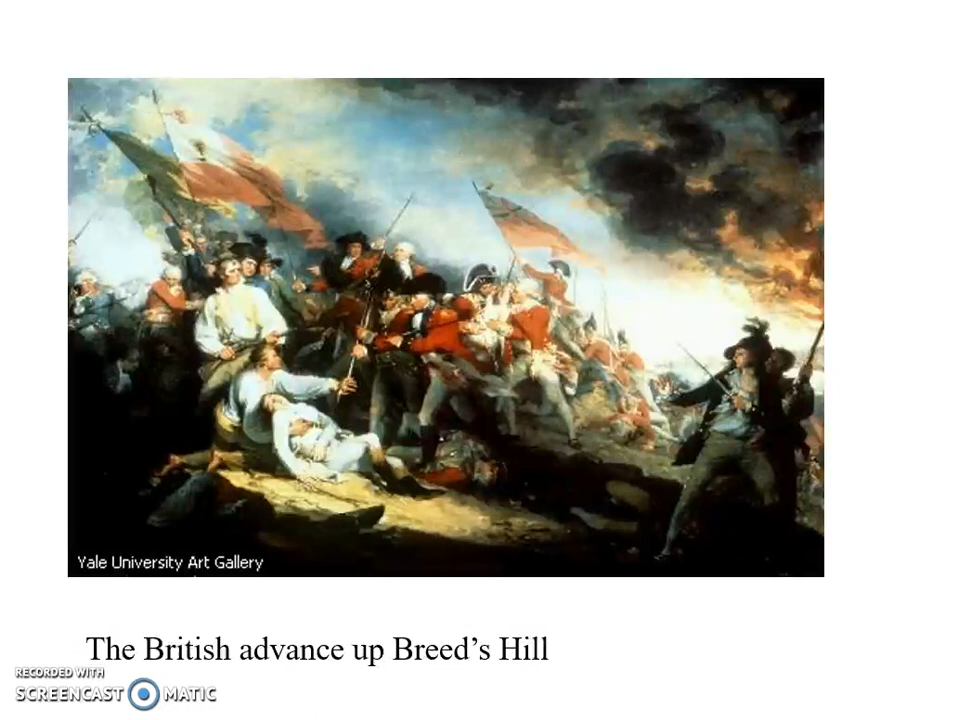 Yale University Art Gallery
The British advance up Breed’s Hill
RECORDED WITH
SCREENCAST MATIC